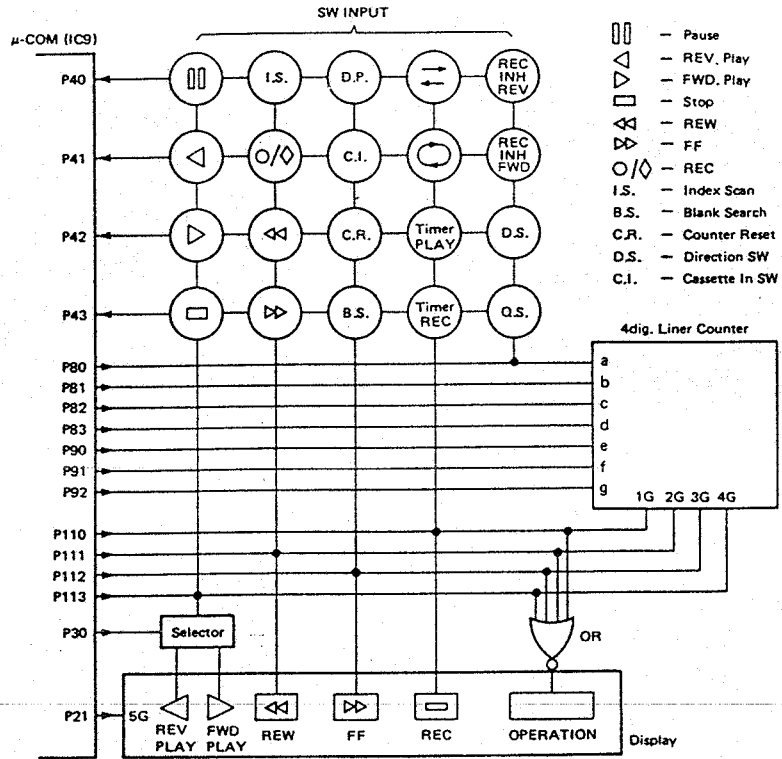 SW INPUT
μ-COM (IC9)
P40
I.S.
D.P.
REC
INH
REV
P41
C.I.
REC
INH
FWD
P42
C.R.
Timer
PLAY
D.S.
P43
B.S.
Timer
REC
Q.S.
– Pause
– REV. Play
– FWD. Play
– Stop
– REW
– FF
– REC
I.S. – Index Scan
B.S. – Blank Search
C.R. – Counter Reset
D.S. – Direction SW
C.I. – Cassette In SW
4dig. Liner Counter
P80 a
P81 b
P82 c
P83 d
P90 e
P91 f
P92 g
1G 2G 3G 4G
P110
P111
P112
P113
P30
Selector
OR
P21
5G
REV
PLAY
FWD
PLAY
REW
FF
REC
OPERATION
Display